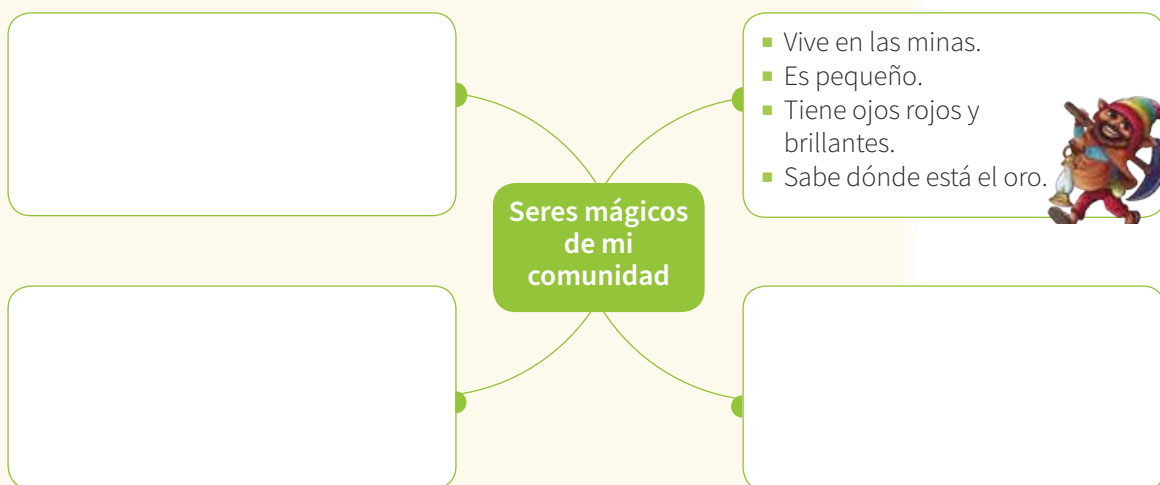 Vive en las minas.
Es pequeño.
Tiene ojos rojos y
brillantes.
Sabe dónde está el oro.
Seres mágicos
de mi
comunidad